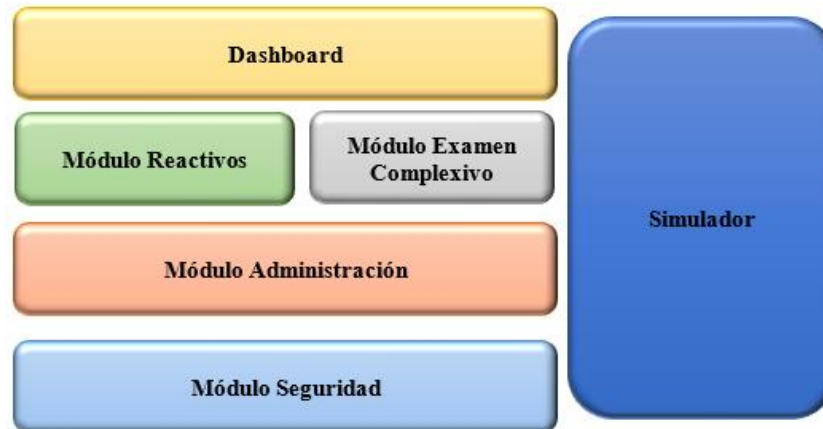 Dashboard
Módulo Reactivos
Módulo Examen
Complexivo
Simulador
Módulo Administración
Módulo Seguridad